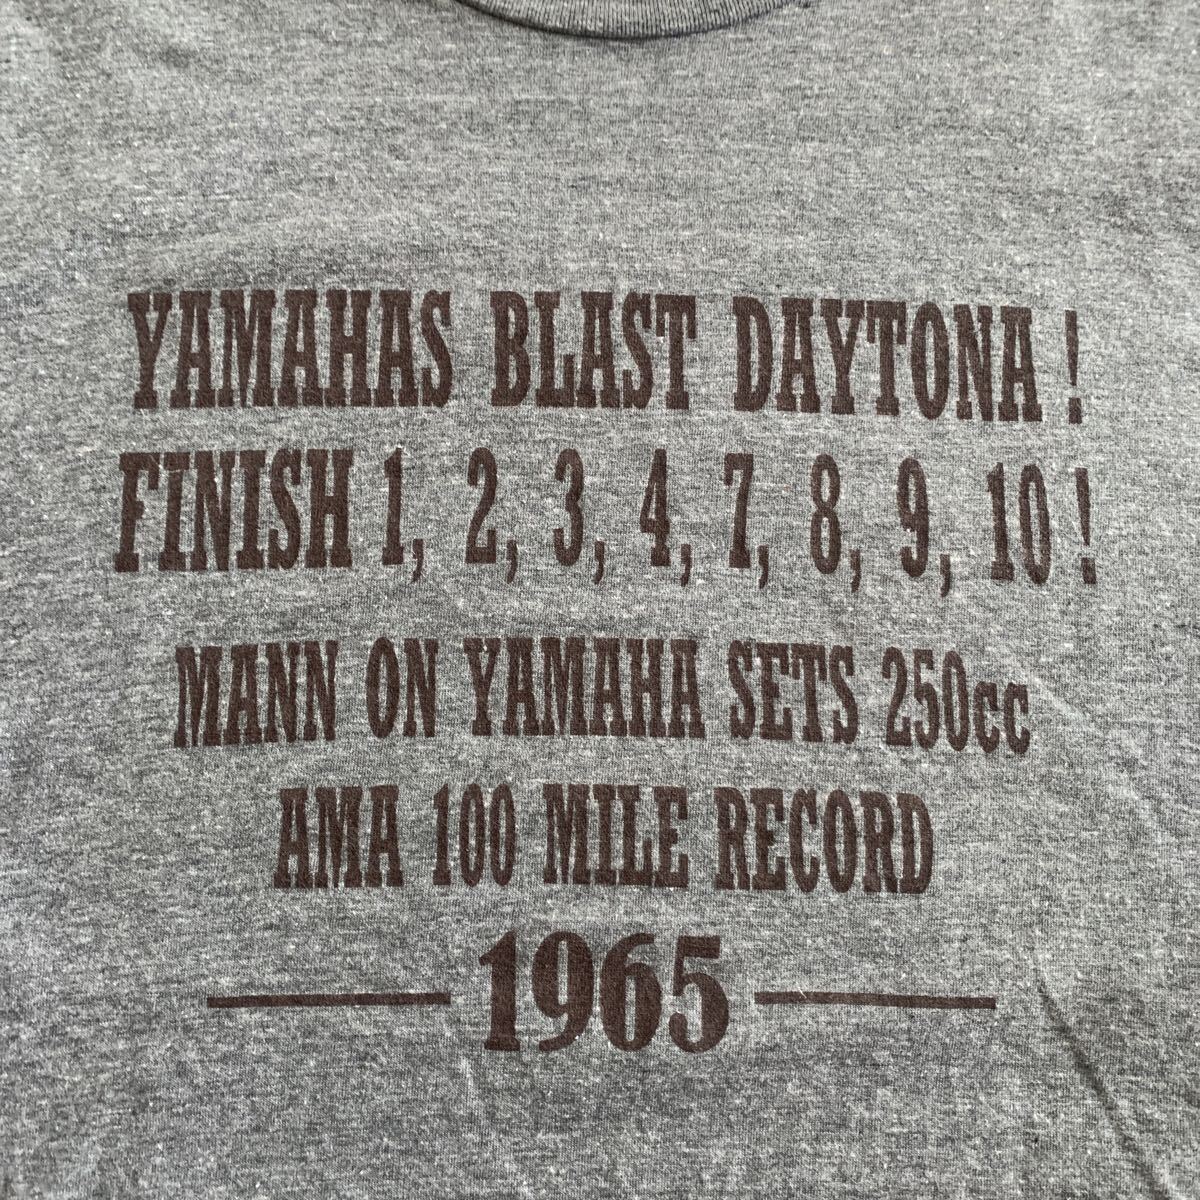 YAMAHAS BLAST DAYTONA !
FINISH 1, 2, 3, 4, 7, 8, 9, 10 !
MANN ON YAMAHA SETS 250cc
AMA 100 MILE RECORD
1965